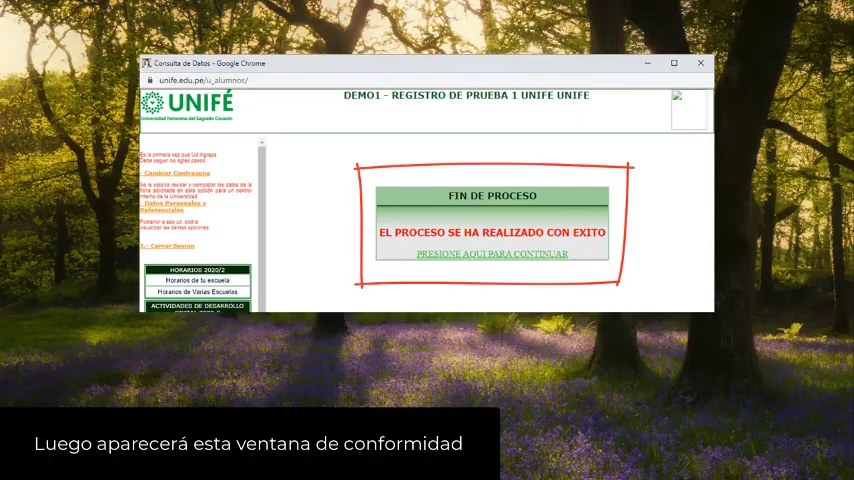 Consulta de Datos - Google Chrome
unife.edu.pe/u_alumnos/
UNIFÉ
Universidad Femenina del Sagrado Corazón
DEMO1 - REGISTRO DE PRUEBA 1 UNIFE UNIFE
Es la primera vez que Ud.ingresa
Debe seguir los sgtes pasos:
Cambiar Contrasena
Se le solicita revisar y completar los datos de la
ficha solicitada en esta opción para un control
interno de la Universidad
Datos Personales y
Referenciales
Posterior a eso ud. podra
visualizar las demas opciones.
3.- Cerrar Sesion
HORARIOS 2020/2
Horarios de tu escuela
Horarios de Varias Escuelas
ACTIVIDADES DE DESARROLLO
FIN DE PROCESO
EL PROCESO SE HA REALIZADO CON EXITO
PRESIONE AQUI PARA CONTINUAR
Luego aparecerá esta ventana de conformidad